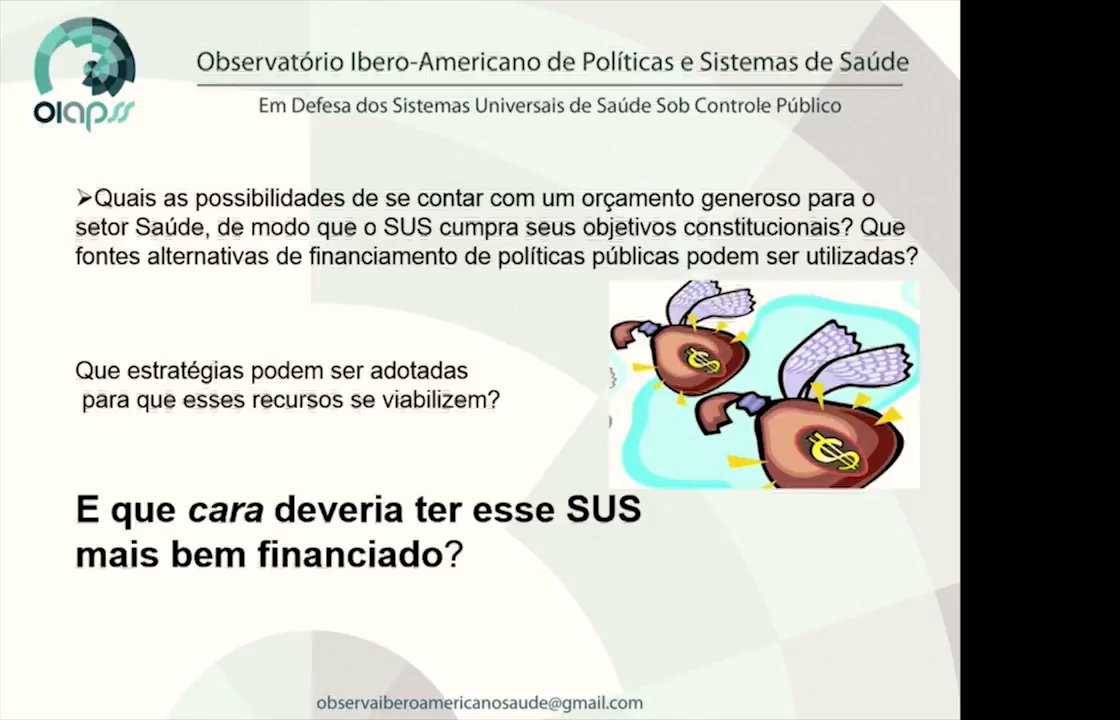 Observatório Ibero-Americano de Políticas e Sistemas de Saúde
Em Defesa dos Sistemas Universais de Saúde Sob Controle Público
OIAPSS
➢Quais as possibilidades de se contar com um orçamento generoso para o
setor Saúde, de modo que o SUS cumpra seus objetivos constitucionais? Que
fontes alternativas de financiamento de políticas públicas podem ser utilizadas?
Que estratégias podem ser adotadas
para que esses recursos se viabilizem?
$
$
E que cara deveria ter esse SUS
mais bem financiado?
observaiberoamericanosaude@gmail.com